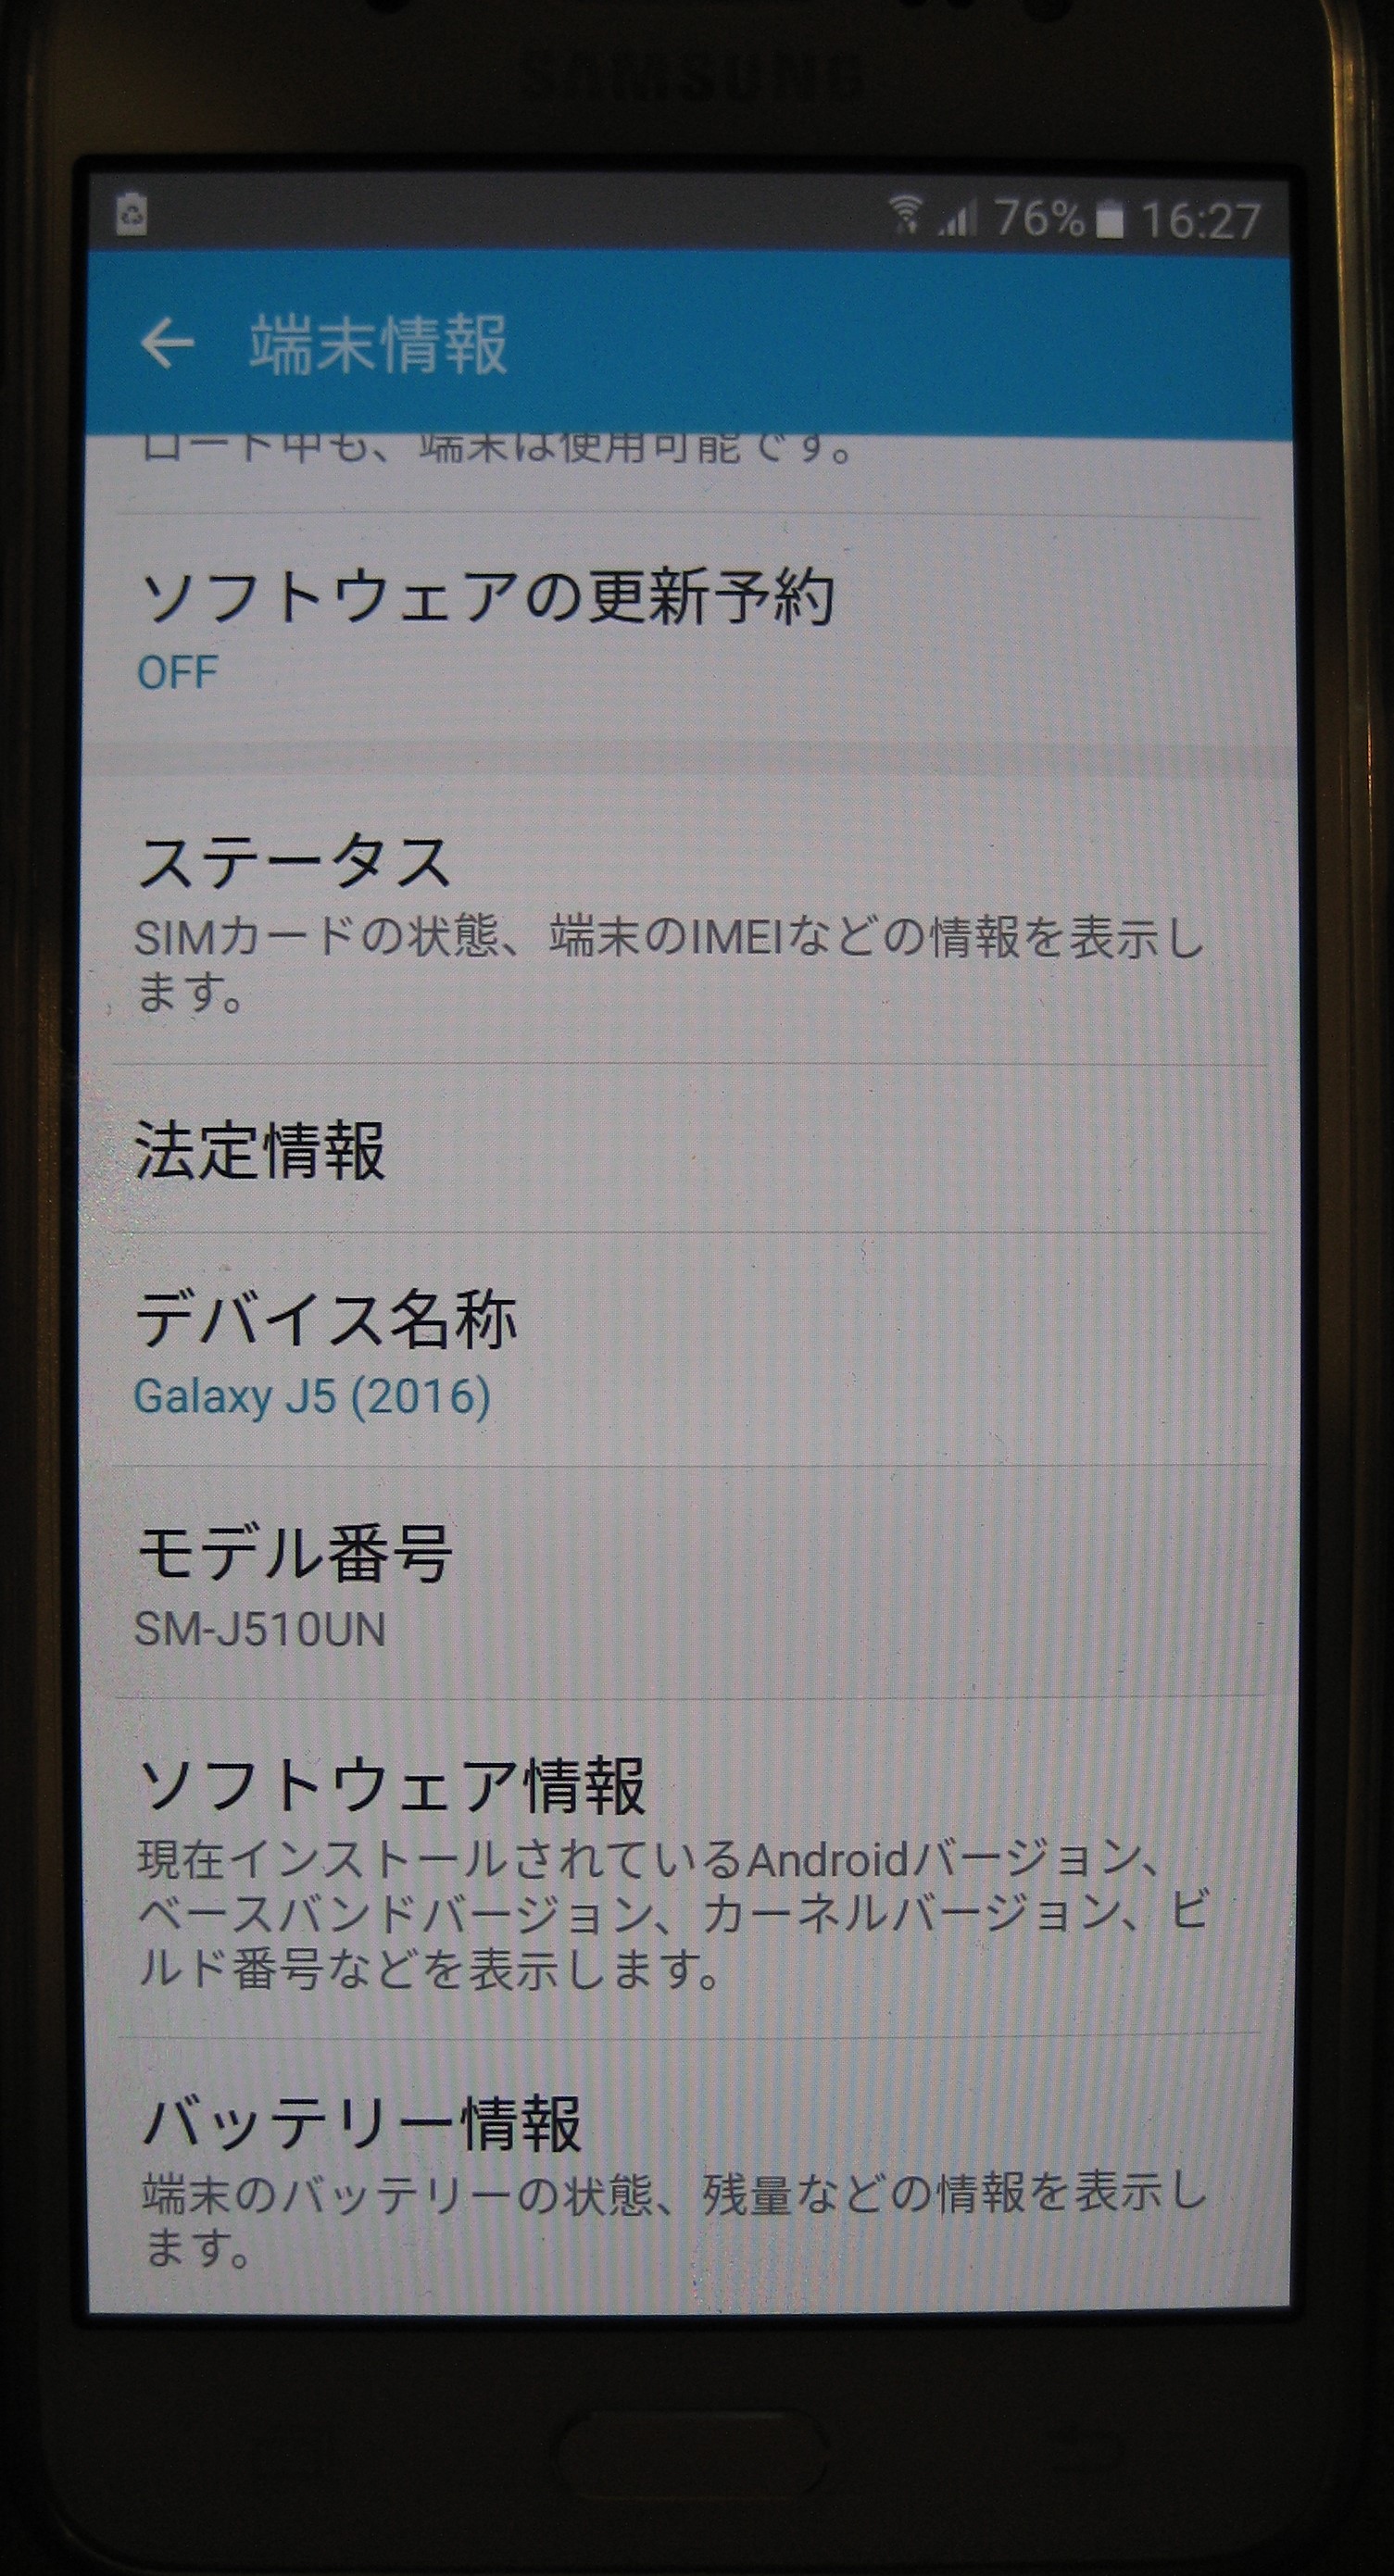 SAMSUNG
76% 16:27
端末情報
ロード中も、端末は使用可能です。
ソフトウェアの更新予約
OFF
ステータス
SIMカードの状態、端末のIMEIなどの情報を表示し
ます。
法定情報
デバイス名称
Galaxy J5 (2016)
モデル番号
SM-J510UN
ソフトウェア情報
現在インストールされているAndroidバージョン、
ベースバンドバージョン、カーネルバージョン、ビ
ルド番号などを表示します。
バッテリー情報
端末のバッテリーの状態、残量などの情報を表示し
ます。